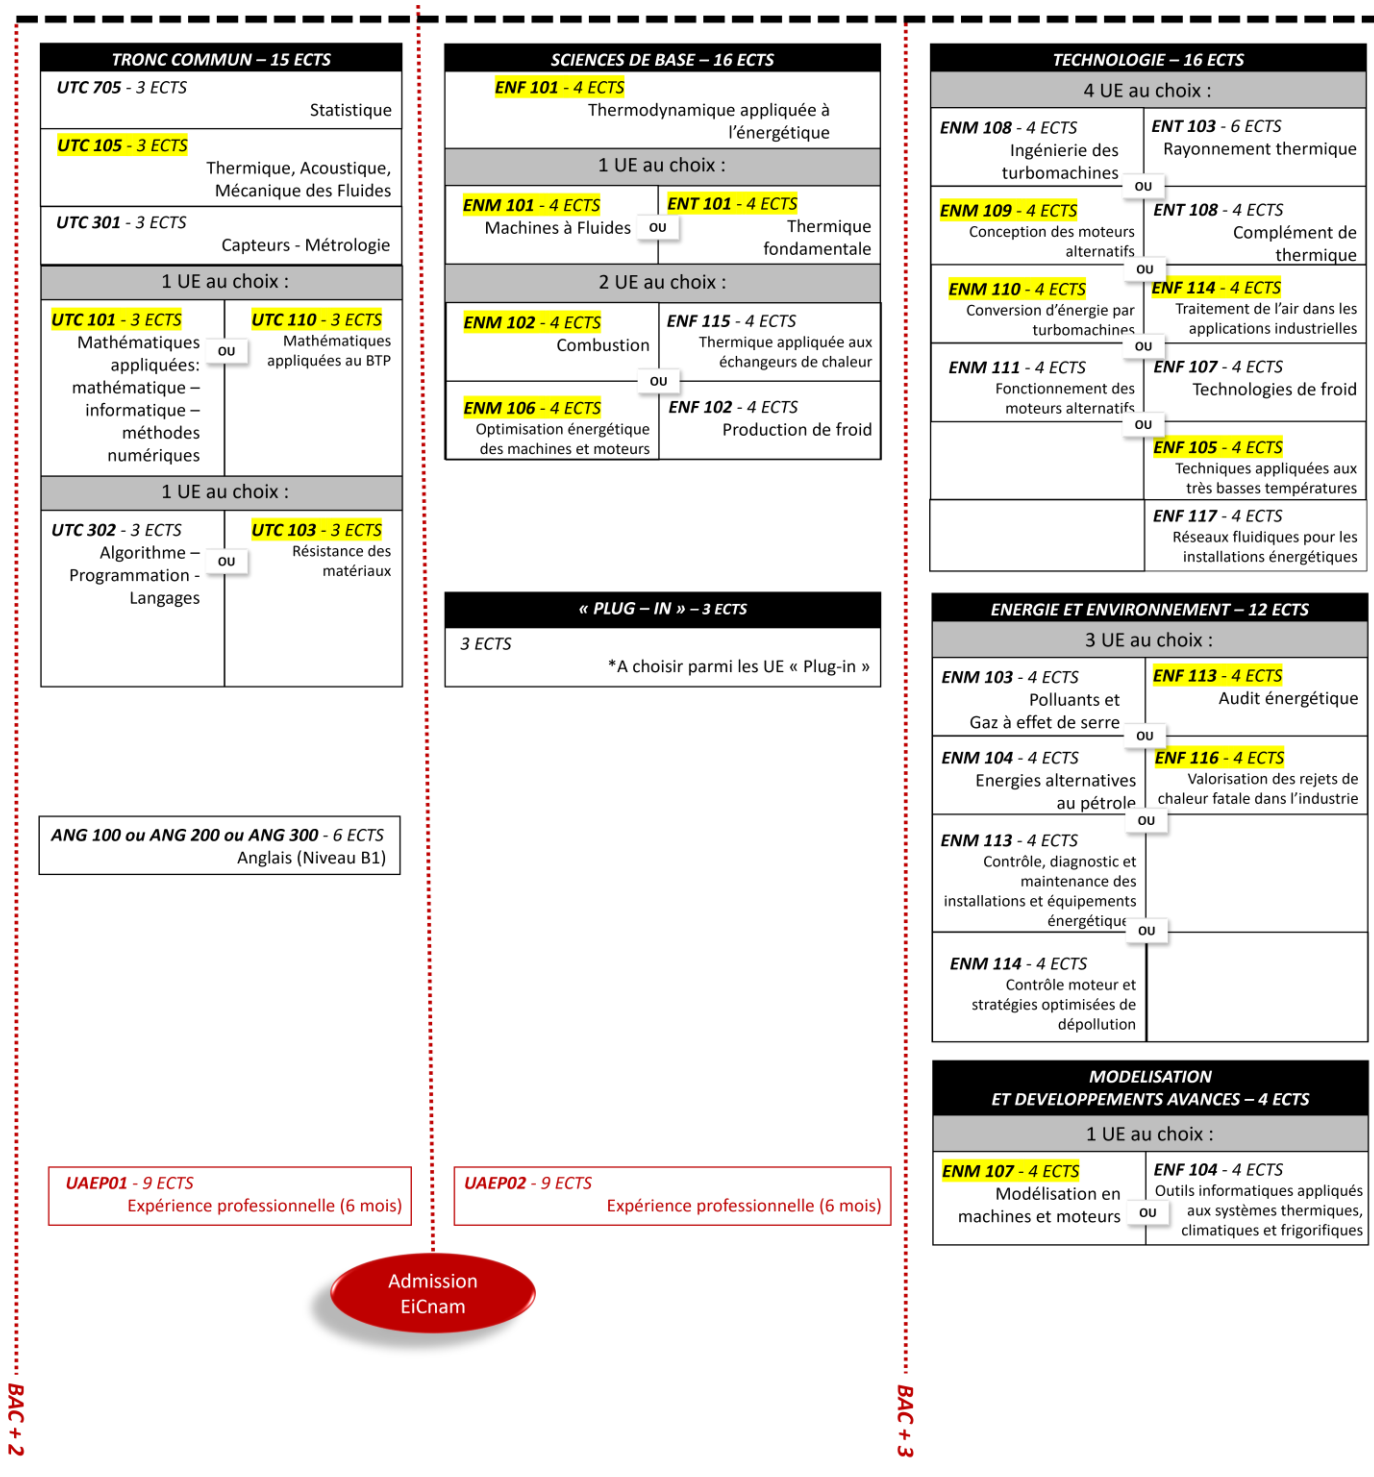 TRONC COMMUN – 15 ECTS
UTC 705 - 3 ECTS
Statistique
UTC 105 - 3 ECTS
Thermique, Acoustique,
Mécanique des Fluides
UTC 301 - 3 ECTS
Capteurs - Métrologie
1 UE au choix :
UTC 101 - 3 ECTS
Mathématiques
appliquées:
mathématique –
informatique –
méthodes
numériques
OU
UTC 110 - 3 ECTS
Mathématiques
appliquées au BTP
1 UE au choix :
UTC 302 - 3 ECTS
Algorithme –
Programmation -
Langages
OU
UTC 103 - 3 ECTS
Résistance des
matériaux
ANG 100 ou ANG 200 ou ANG 300 - 6 ECTS
Anglais (Niveau B1)
UAEP01 - 9 ECTS
Expérience professionnelle (6 mois)
SCIENCES DE BASE – 16 ECTS
ENF 101 - 4 ECTS
Thermodynamique appliquée à
l’énergétique
1 UE au choix :
ENM 101 - 4 ECTS
Machines à Fluides
OU
ENT 101 - 4 ECTS
Thermique
fondamentale
2 UE au choix :
ENM 102 - 4 ECTS
Combustion
ENF 115 - 4 ECTS
Thermique appliquée aux
échangeurs de chaleur
OU
ENM 106 - 4 ECTS
Optimisation énergétique
des machines et moteurs
ENF 102 - 4 ECTS
Production de froid
« PLUG – IN » – 3 ECTS
3 ECTS
*A choisir parmi les UE « Plug-in »
UAEP02 - 9 ECTS
Expérience professionnelle (6 mois)
Admission
EiCnam
TECHNOLOGIE – 16 ECTS
4 UE au choix :
ENM 108 - 4 ECTS
Ingénierie des
turbomachines
ENT 103 - 6 ECTS
Rayonnement thermique
OU
ENM 109 - 4 ECTS
Conception des moteurs
alternatifs
ENT 108 - 4 ECTS
Complément de
thermique
OU
ENM 110 - 4 ECTS
Conversion d’énergie par
turbomachines
ENF 114 - 4 ECTS
Traitement de l’air dans les
applications industrielles
OU
ENM 111 - 4 ECTS
Fonctionnement des
moteurs alternatifs
ENF 107 - 4 ECTS
Technologies de froid
OU
ENF 105 - 4 ECTS
Techniques appliquées aux
très basses températures
ENF 117 - 4 ECTS
Réseaux fluidiques pour les
installations énergétiques
ENERGIE ET ENVIRONNEMENT – 12 ECTS
3 UE au choix :
ENM 103 - 4 ECTS
Polluants et
Gaz à effet de serre
ENF 113 - 4 ECTS
Audit énergétique
OU
ENM 104 - 4 ECTS
Energies alternatives
au pétrole
ENF 116 - 4 ECTS
Valorisation des rejets de
chaleur fatale dans l’industrie
OU
ENM 113 - 4 ECTS
Contrôle, diagnostic et
maintenance des
installations et équipements
énergétique
OU
ENM 114 - 4 ECTS
Contrôle moteur et
stratégies optimisées de
dépollution
MODELISATION
ET DEVELOPPEMENTS AVANCES – 4 ECTS
1 UE au choix :
ENM 107 - 4 ECTS
Modélisation en
machines et moteurs
OU
ENF 104 - 4 ECTS
Outils informatiques appliqués
aux systèmes thermiques,
climatiques et frigorifiques
BAC + 2
BAC + 3